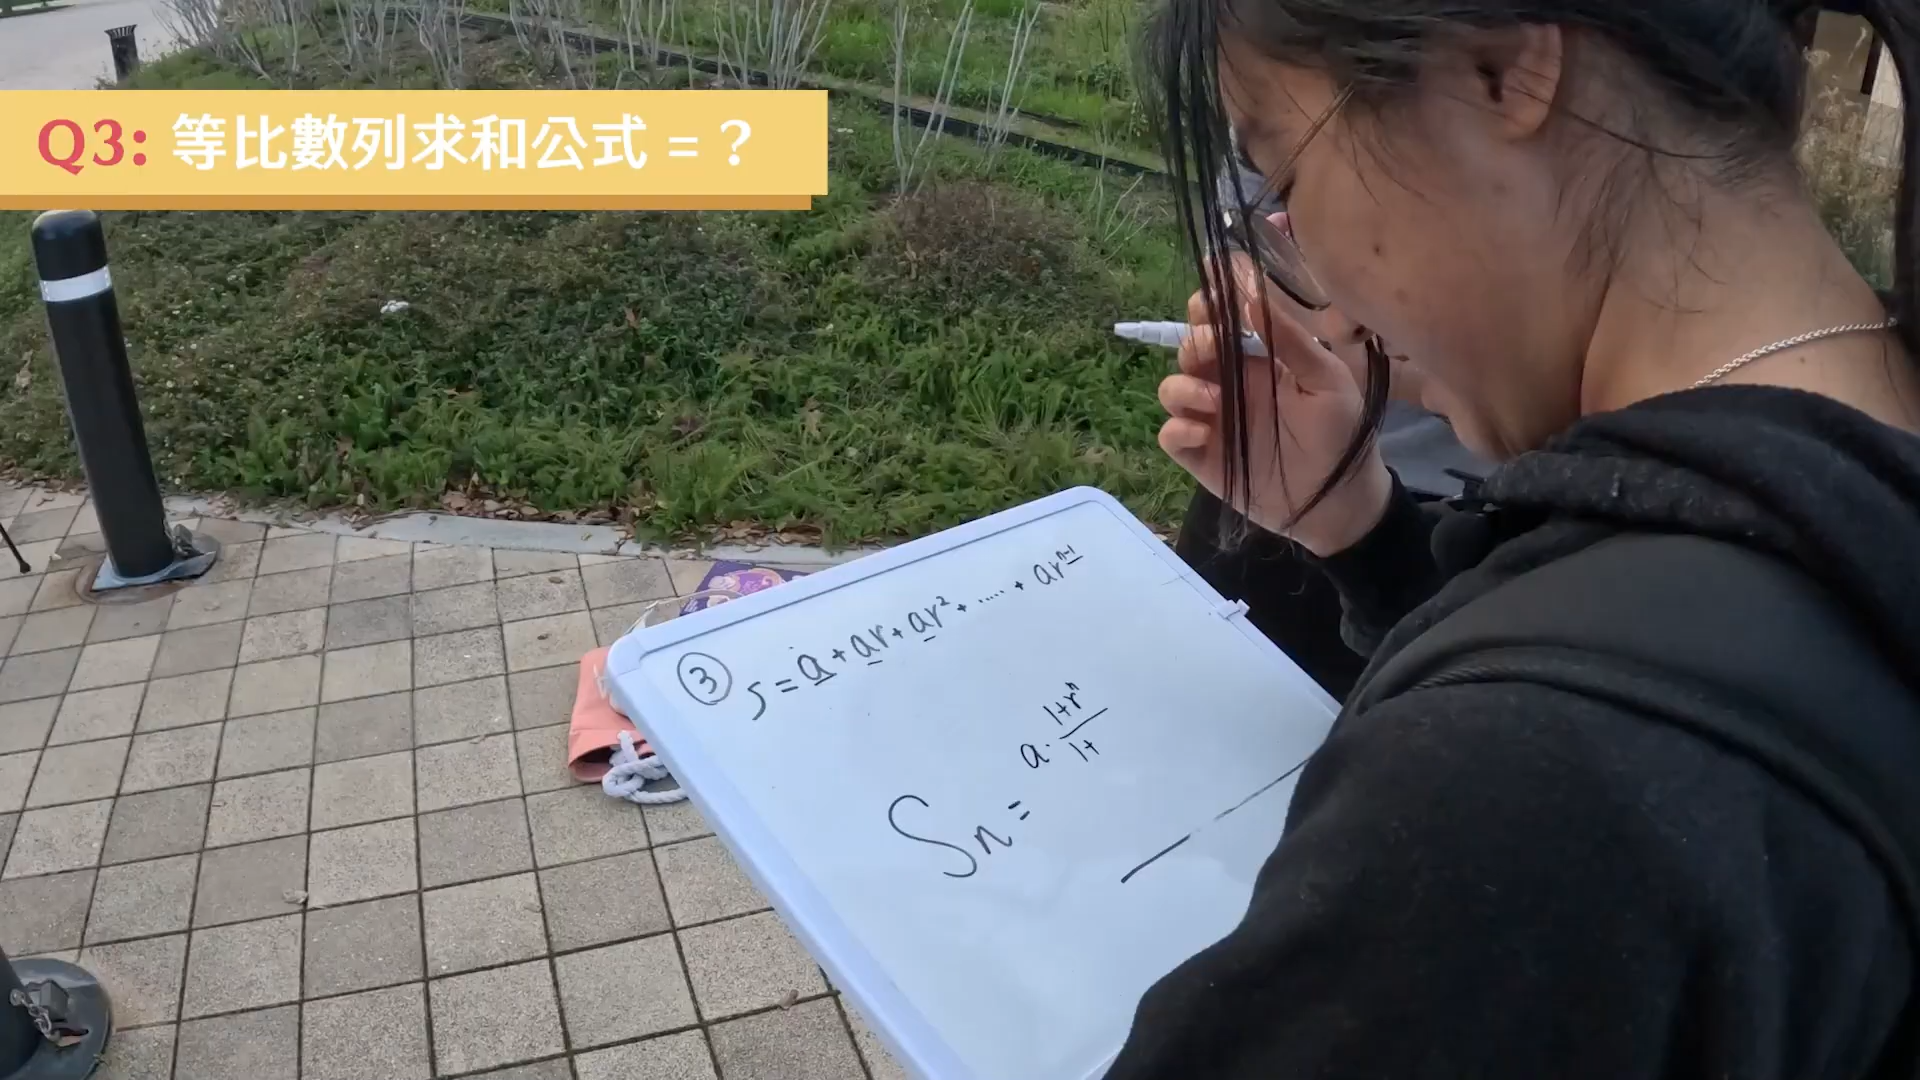 Q3: 等比數列求和公式 = ?
③ S = a + ar + ar² + ..... + arⁿ⁻¹
Sn = a · (1+rⁿ)/(1+